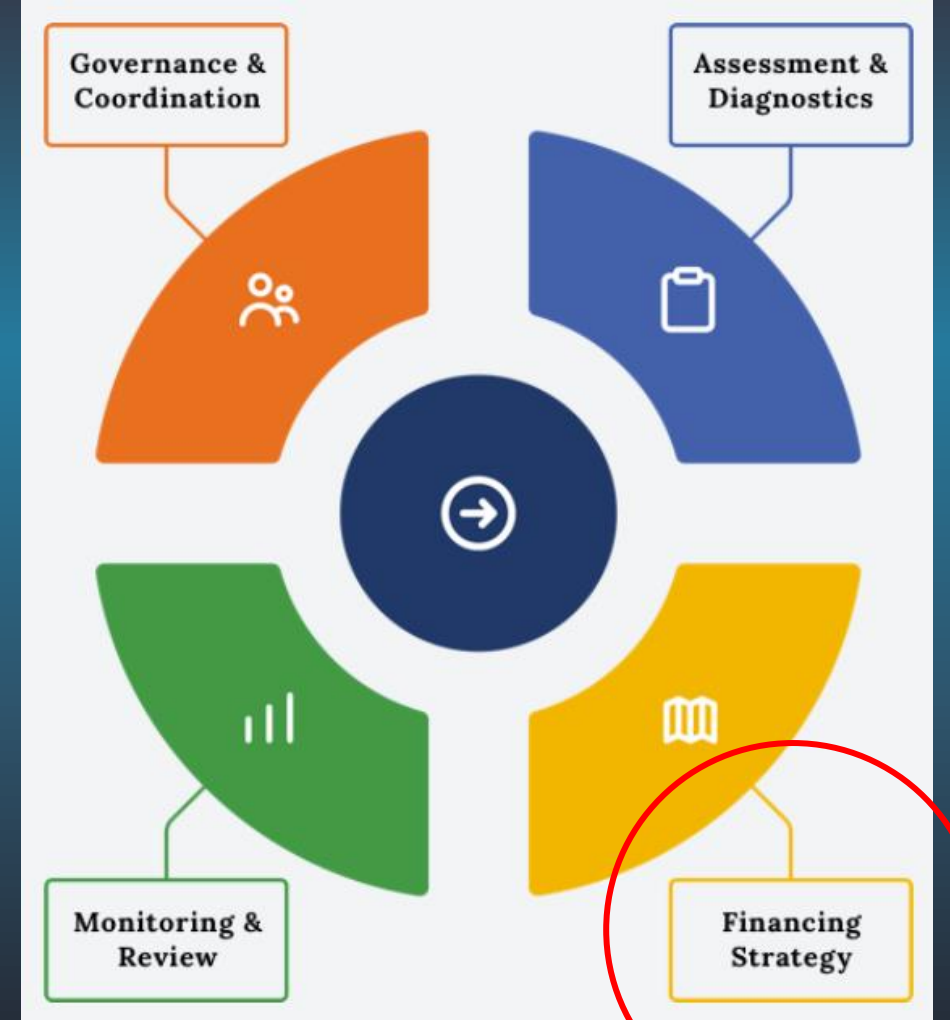 Governance &
Coordination
Assessment &
Diagnostics
Monitoring &
Review
Financing
Strategy